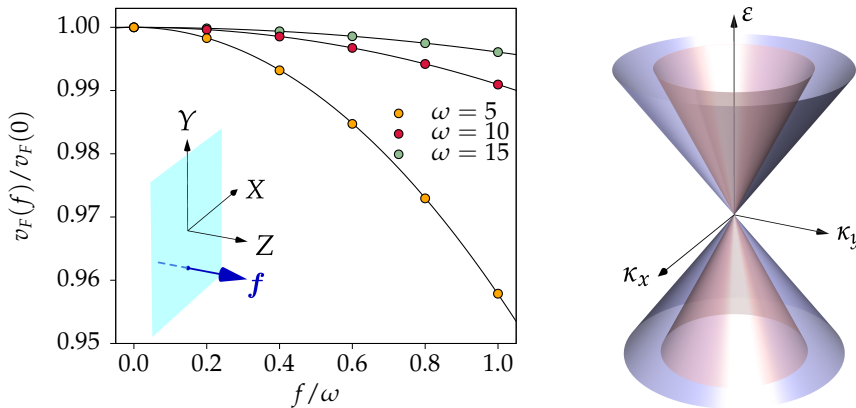 1.00
0.99
0.98
0.97
0.96
0.95
v_F(f)/v_F(0)
0.0 0.2 0.4 0.6 0.8 1.0
f/ω
ω = 5
ω = 10
ω = 15
Y
X
Z
f
ε
κ_y
κ_x